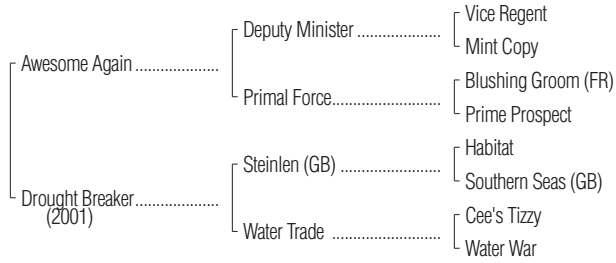 Vice Regent
Deputy Minister ....................
Mint Copy
Awesome Again ....................
Blushing Groom (FR)
Primal Force..........................
Prime Prospect
Habitat
Steinlen (GB) ........................
Southern Seas (GB)
Drought Breaker....................
(2001)
Cee's Tizzy
Water Trade ..........................
Water War